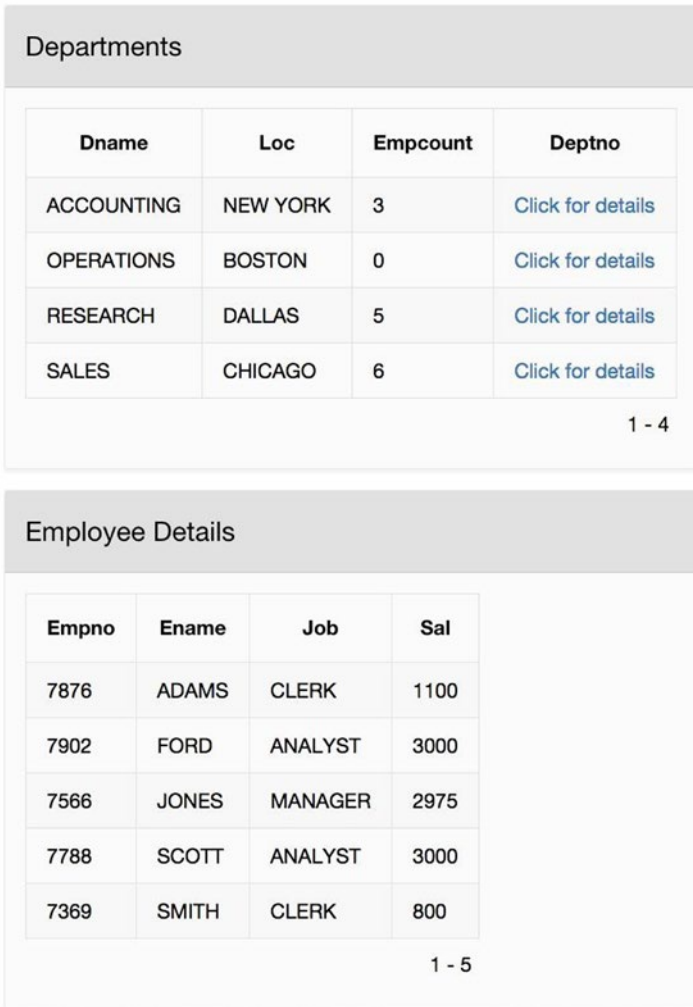 Departments
Dname Loc Empcount Deptno
ACCOUNTING NEW YORK 3 Click for details
OPERATIONS BOSTON 0 Click for details
RESEARCH DALLAS 5 Click for details
SALES CHICAGO 6 Click for details
1 - 4
Employee Details
Empno Ename Job Sal
7876 ADAMS CLERK 1100
7902 FORD ANALYST 3000
7566 JONES MANAGER 2975
7788 SCOTT ANALYST 3000
7369 SMITH CLERK 800
1 - 5